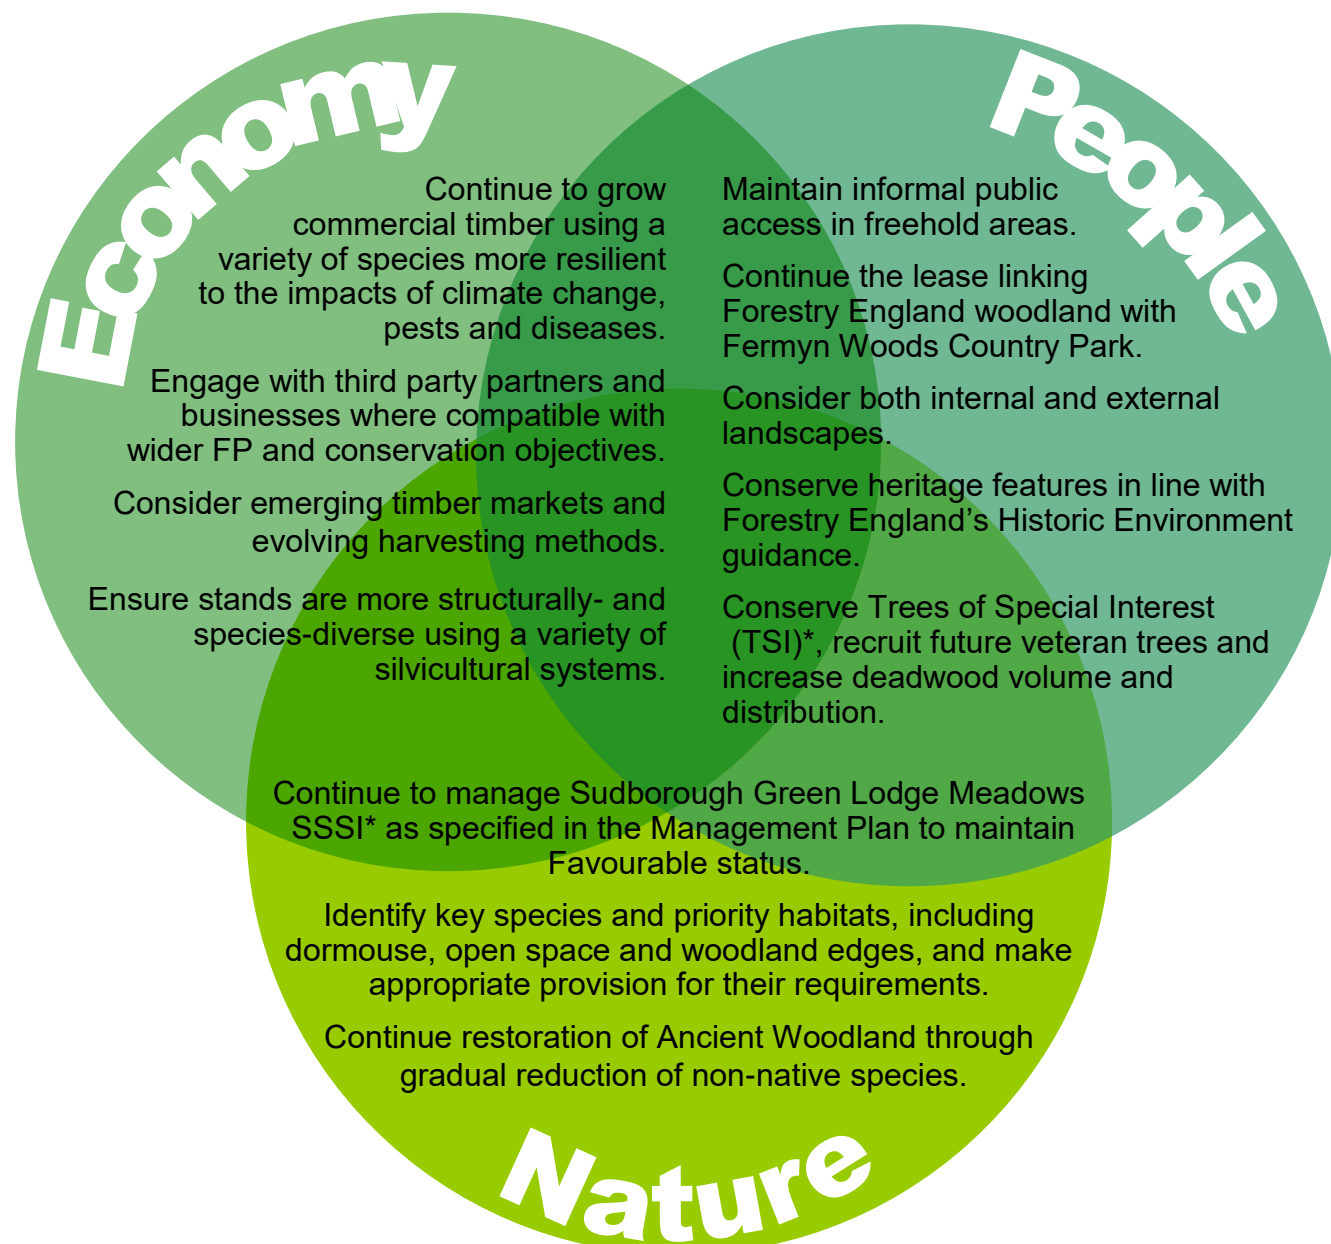 Economy
Continue to grow
commercial timber using a
variety of species more resilient
to the impacts of climate change,
pests and diseases.
Engage with third party partners and
businesses where compatible with
wider FP and conservation objectives.
Consider emerging timber markets and
evolving harvesting methods.
Ensure stands are more structurally- and
species-diverse using a variety of
silvicultural systems.
People
Maintain informal public
access in freehold areas.
Continue the lease linking
Forestry England woodland with
Fermyn Woods Country Park.
Consider both internal and external
landscapes.
Conserve heritage features in line with
Forestry England’s Historic Environment
guidance.
Conserve Trees of Special Interest
(TSI)*, recruit future veteran trees and
increase deadwood volume and
distribution.
Continue to manage Sudborough Green Lodge Meadows
SSSI* as specified in the Management Plan to maintain
Favourable status.
Identify key species and priority habitats, including
dormouse, open space and woodland edges, and make
appropriate provision for their requirements.
Continue restoration of Ancient Woodland through
gradual reduction of non-native species.
Nature